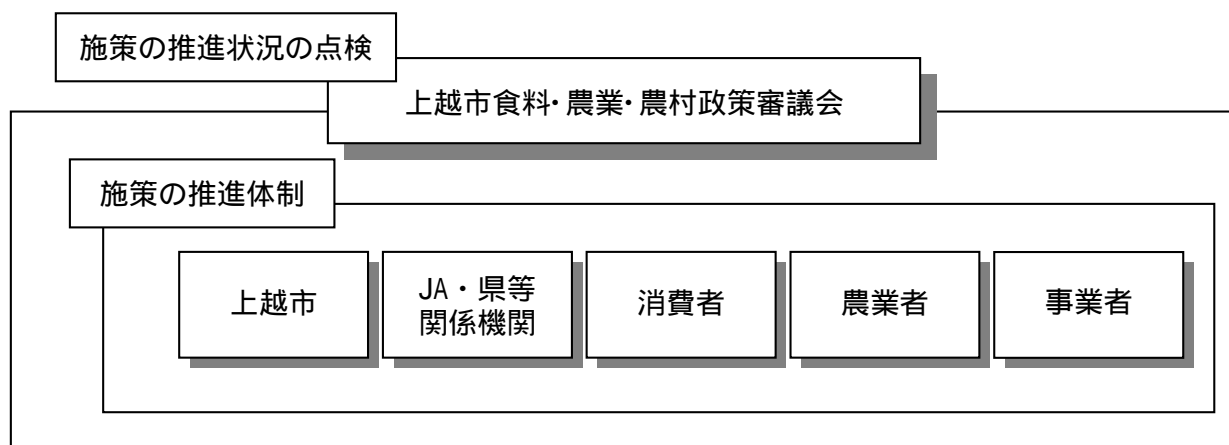 施策の推進状況の点検
上越市食料・農業・農村政策審議会
施策の推進体制
上越市
JA・県等
関係機関
消費者
農業者
事業者